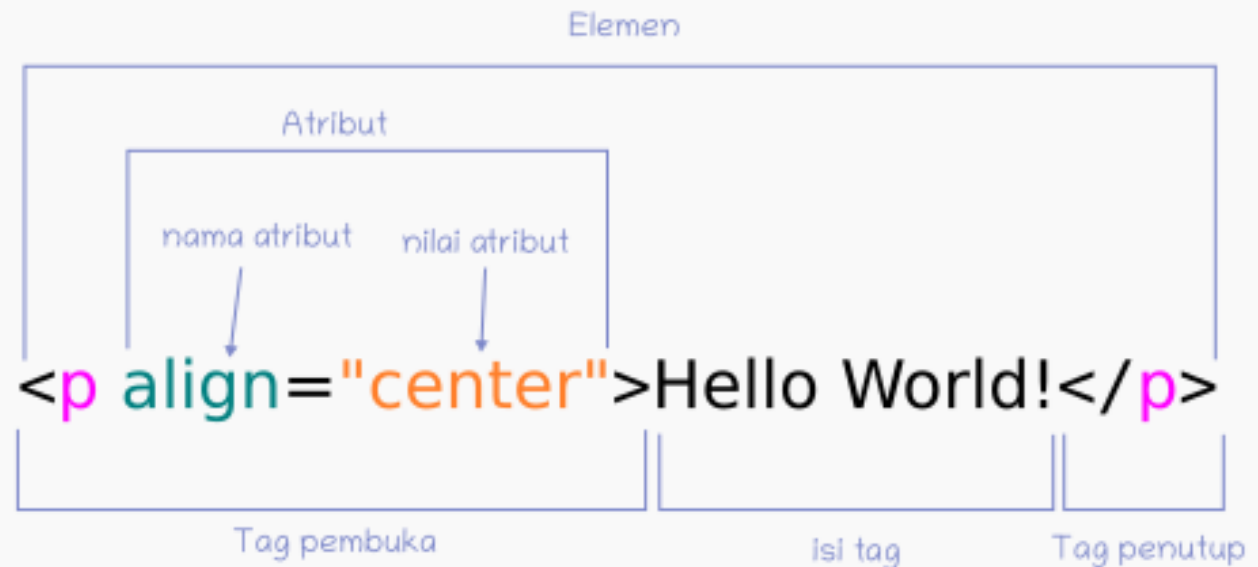 Elemen
Atribut
nama atribut nilai atribut
<p align="center">Hello World!</p>
Tag pembuka isi tag Tag penutup